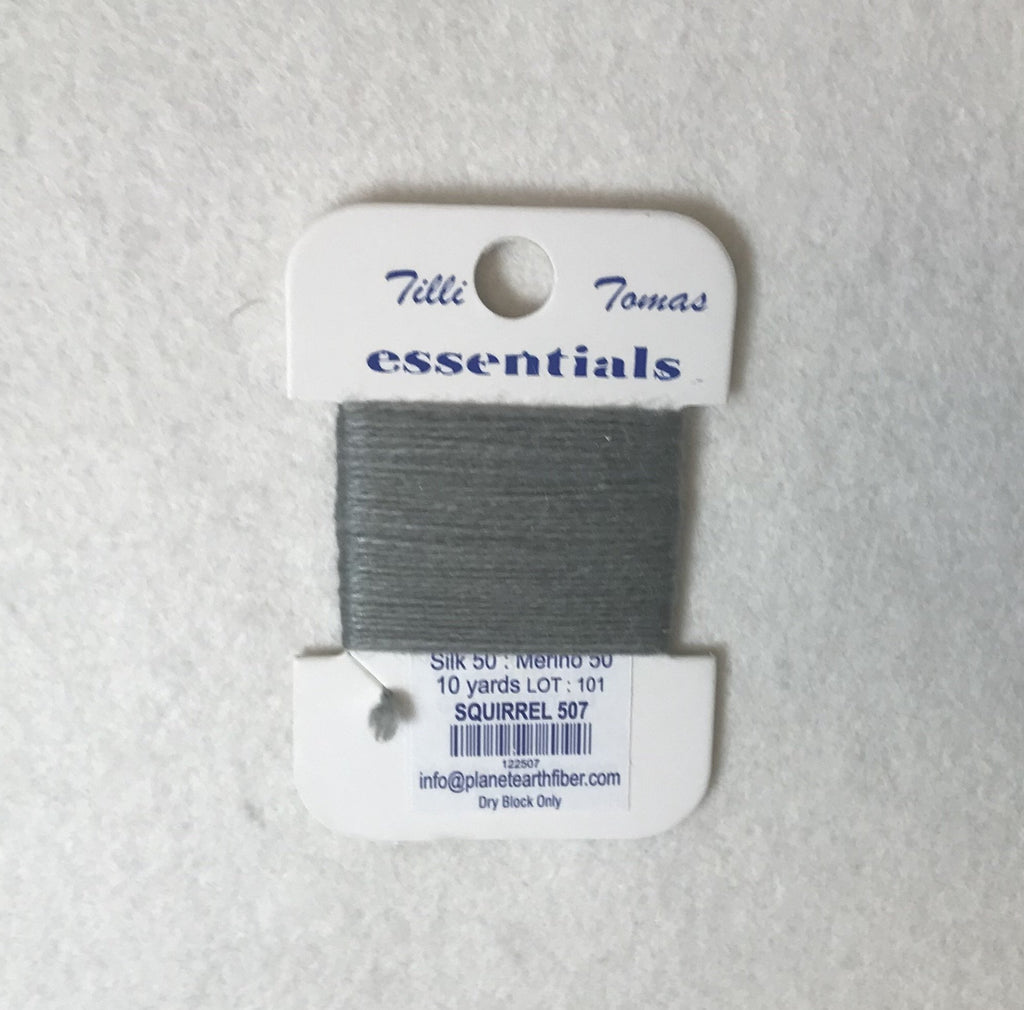 Tilli Tomas
essentials
Silk 50 : Merino 50
10 yards LOT : 101
SQUIRREL 507
122507
info@planetearthfiber.com
Dry Block Only